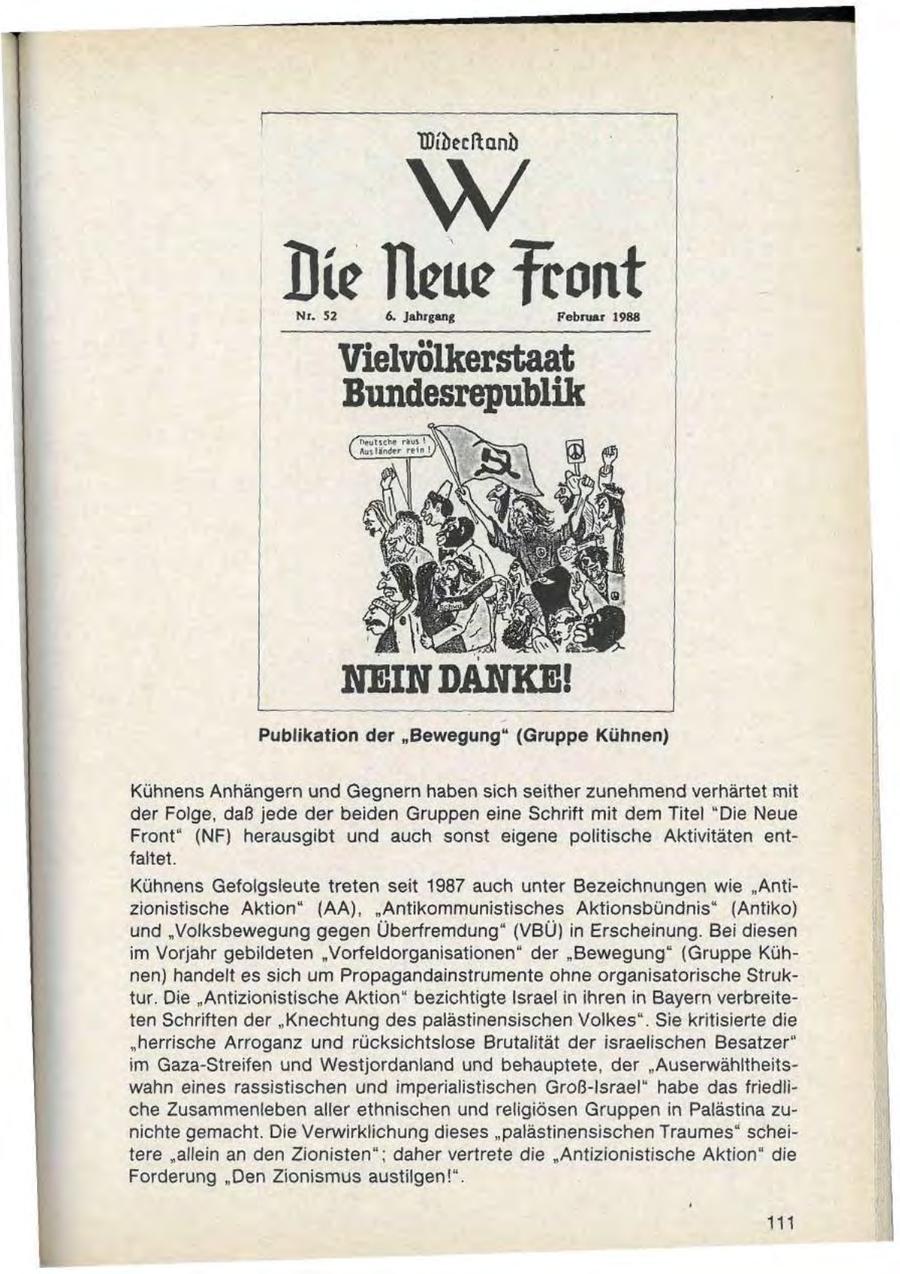 Widerstand
W
Die Neue Front
Nr. 52 6. Jahrgang Februar 1988
Vielvölkerstaat
Bundesrepublik
Deutsche raus!
Ausländer rein!
NEIN DANKE!
Publikation der „Bewegung“ (Gruppe Kühnen)
Kühnens Anhängern und Gegnern haben sich seither zunehmend verhärtet mit
der Folge, daß jede der beiden Gruppen eine Schrift mit dem Titel "Die Neue
Front“ (NF) herausgibt und auch sonst eigene politische Aktivitäten ent-
faltet.
Kühnens Gefolgsleute treten seit 1987 auch unter Bezeichnungen wie „Anti-
zionistische Aktion“ (AA), „Antikommunistisches Aktionsbündnis“ (Antiko)
und „Volksbewegung gegen Überfremdung“ (VBÜ) in Erscheinung. Bei diesen
im Vorjahr gebildeten „Vorfeldorganisationen“ der „Bewegung“ (Gruppe Küh-
nen) handelt es sich um Propagandainstrumente ohne organisatorische Struk-
tur. Die „Antizionistische Aktion“ bezichtigte Israel in ihren in Bayern verbreite-
ten Schriften der „Knechtung des palästinensischen Volkes“. Sie kritisierte die
„herrische Arroganz und rücksichtslose Brutalität der israelischen Besatzer“
im Gaza-Streifen und Westjordanland und behauptete, der „Auserwähltheits-
wahn eines rassistischen und imperialistischen Groß-Israel“ habe das friedli-
che Zusammenleben aller ethnischen und religiösen Gruppen in Palästina zu-
nichte gemacht. Die Verwirklichung dieses „palästinensischen Traumes“ schei-
tere „allein an den Zionisten“; daher vertrete die „Antizionistische Aktion“ die
Forderung „Den Zionismus austilgen!“.
111